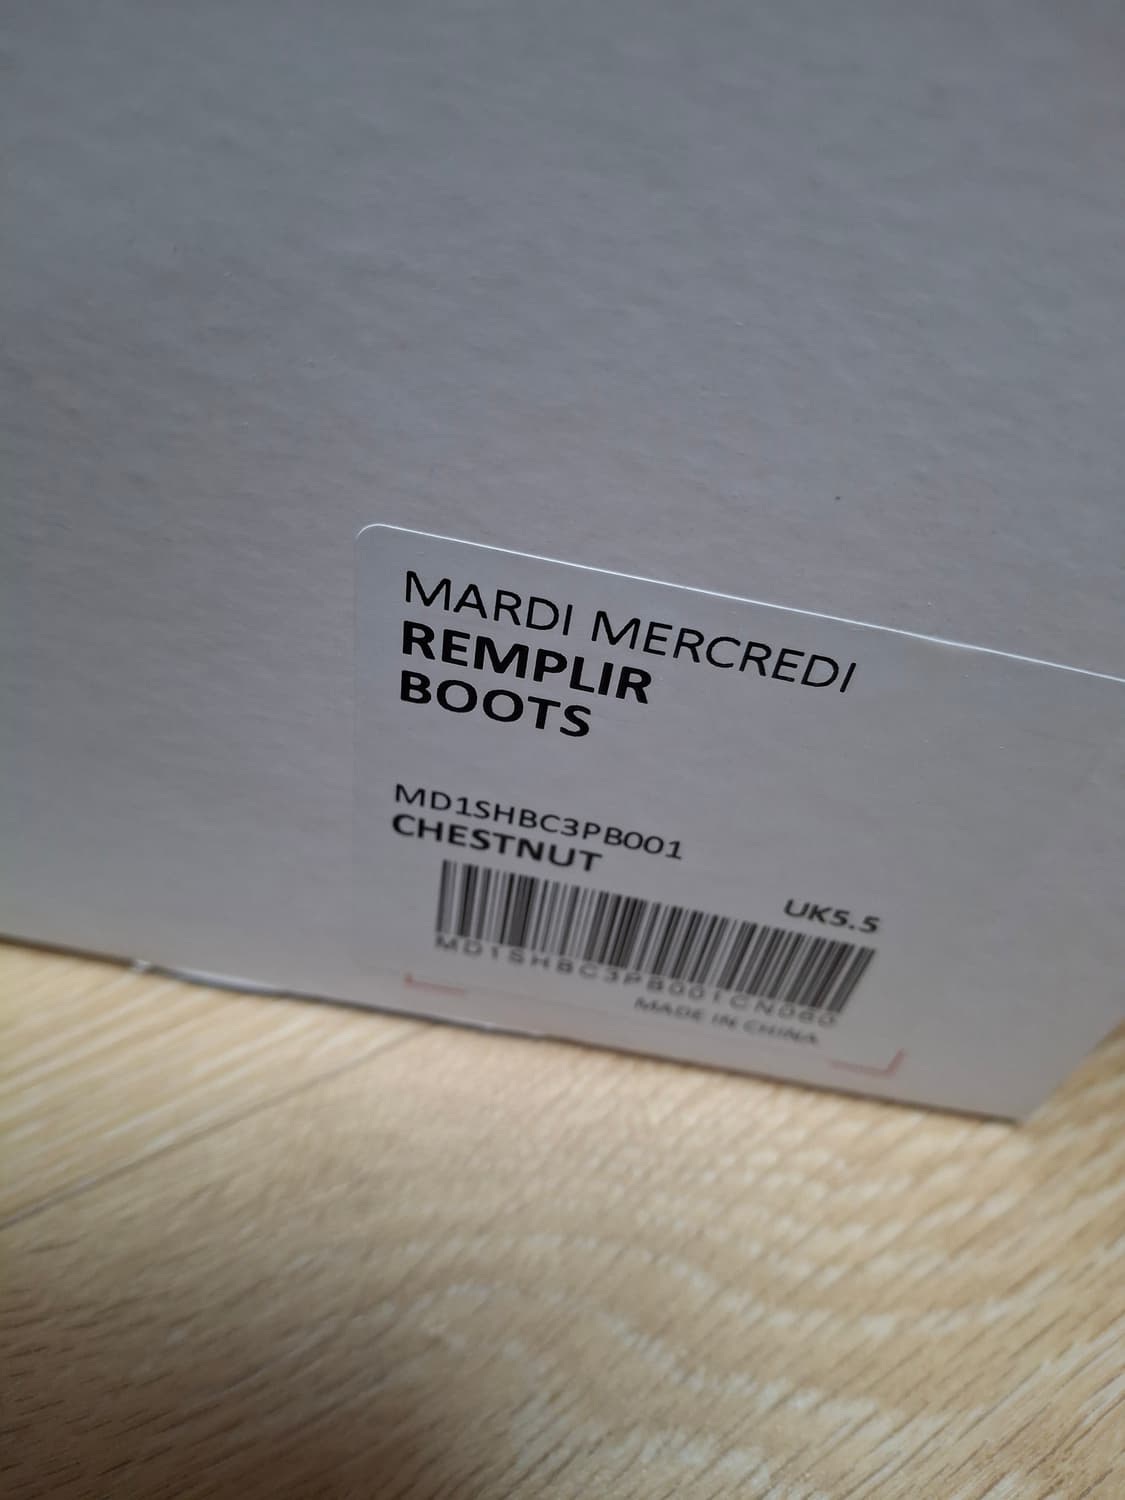 MARDI MERCREDI
REMPLIR
BOOTS
MD1SHBC3PB001
CHESTNUT
UK5.5
MD1SHBC3PB001CN060
MADE IN CHINA